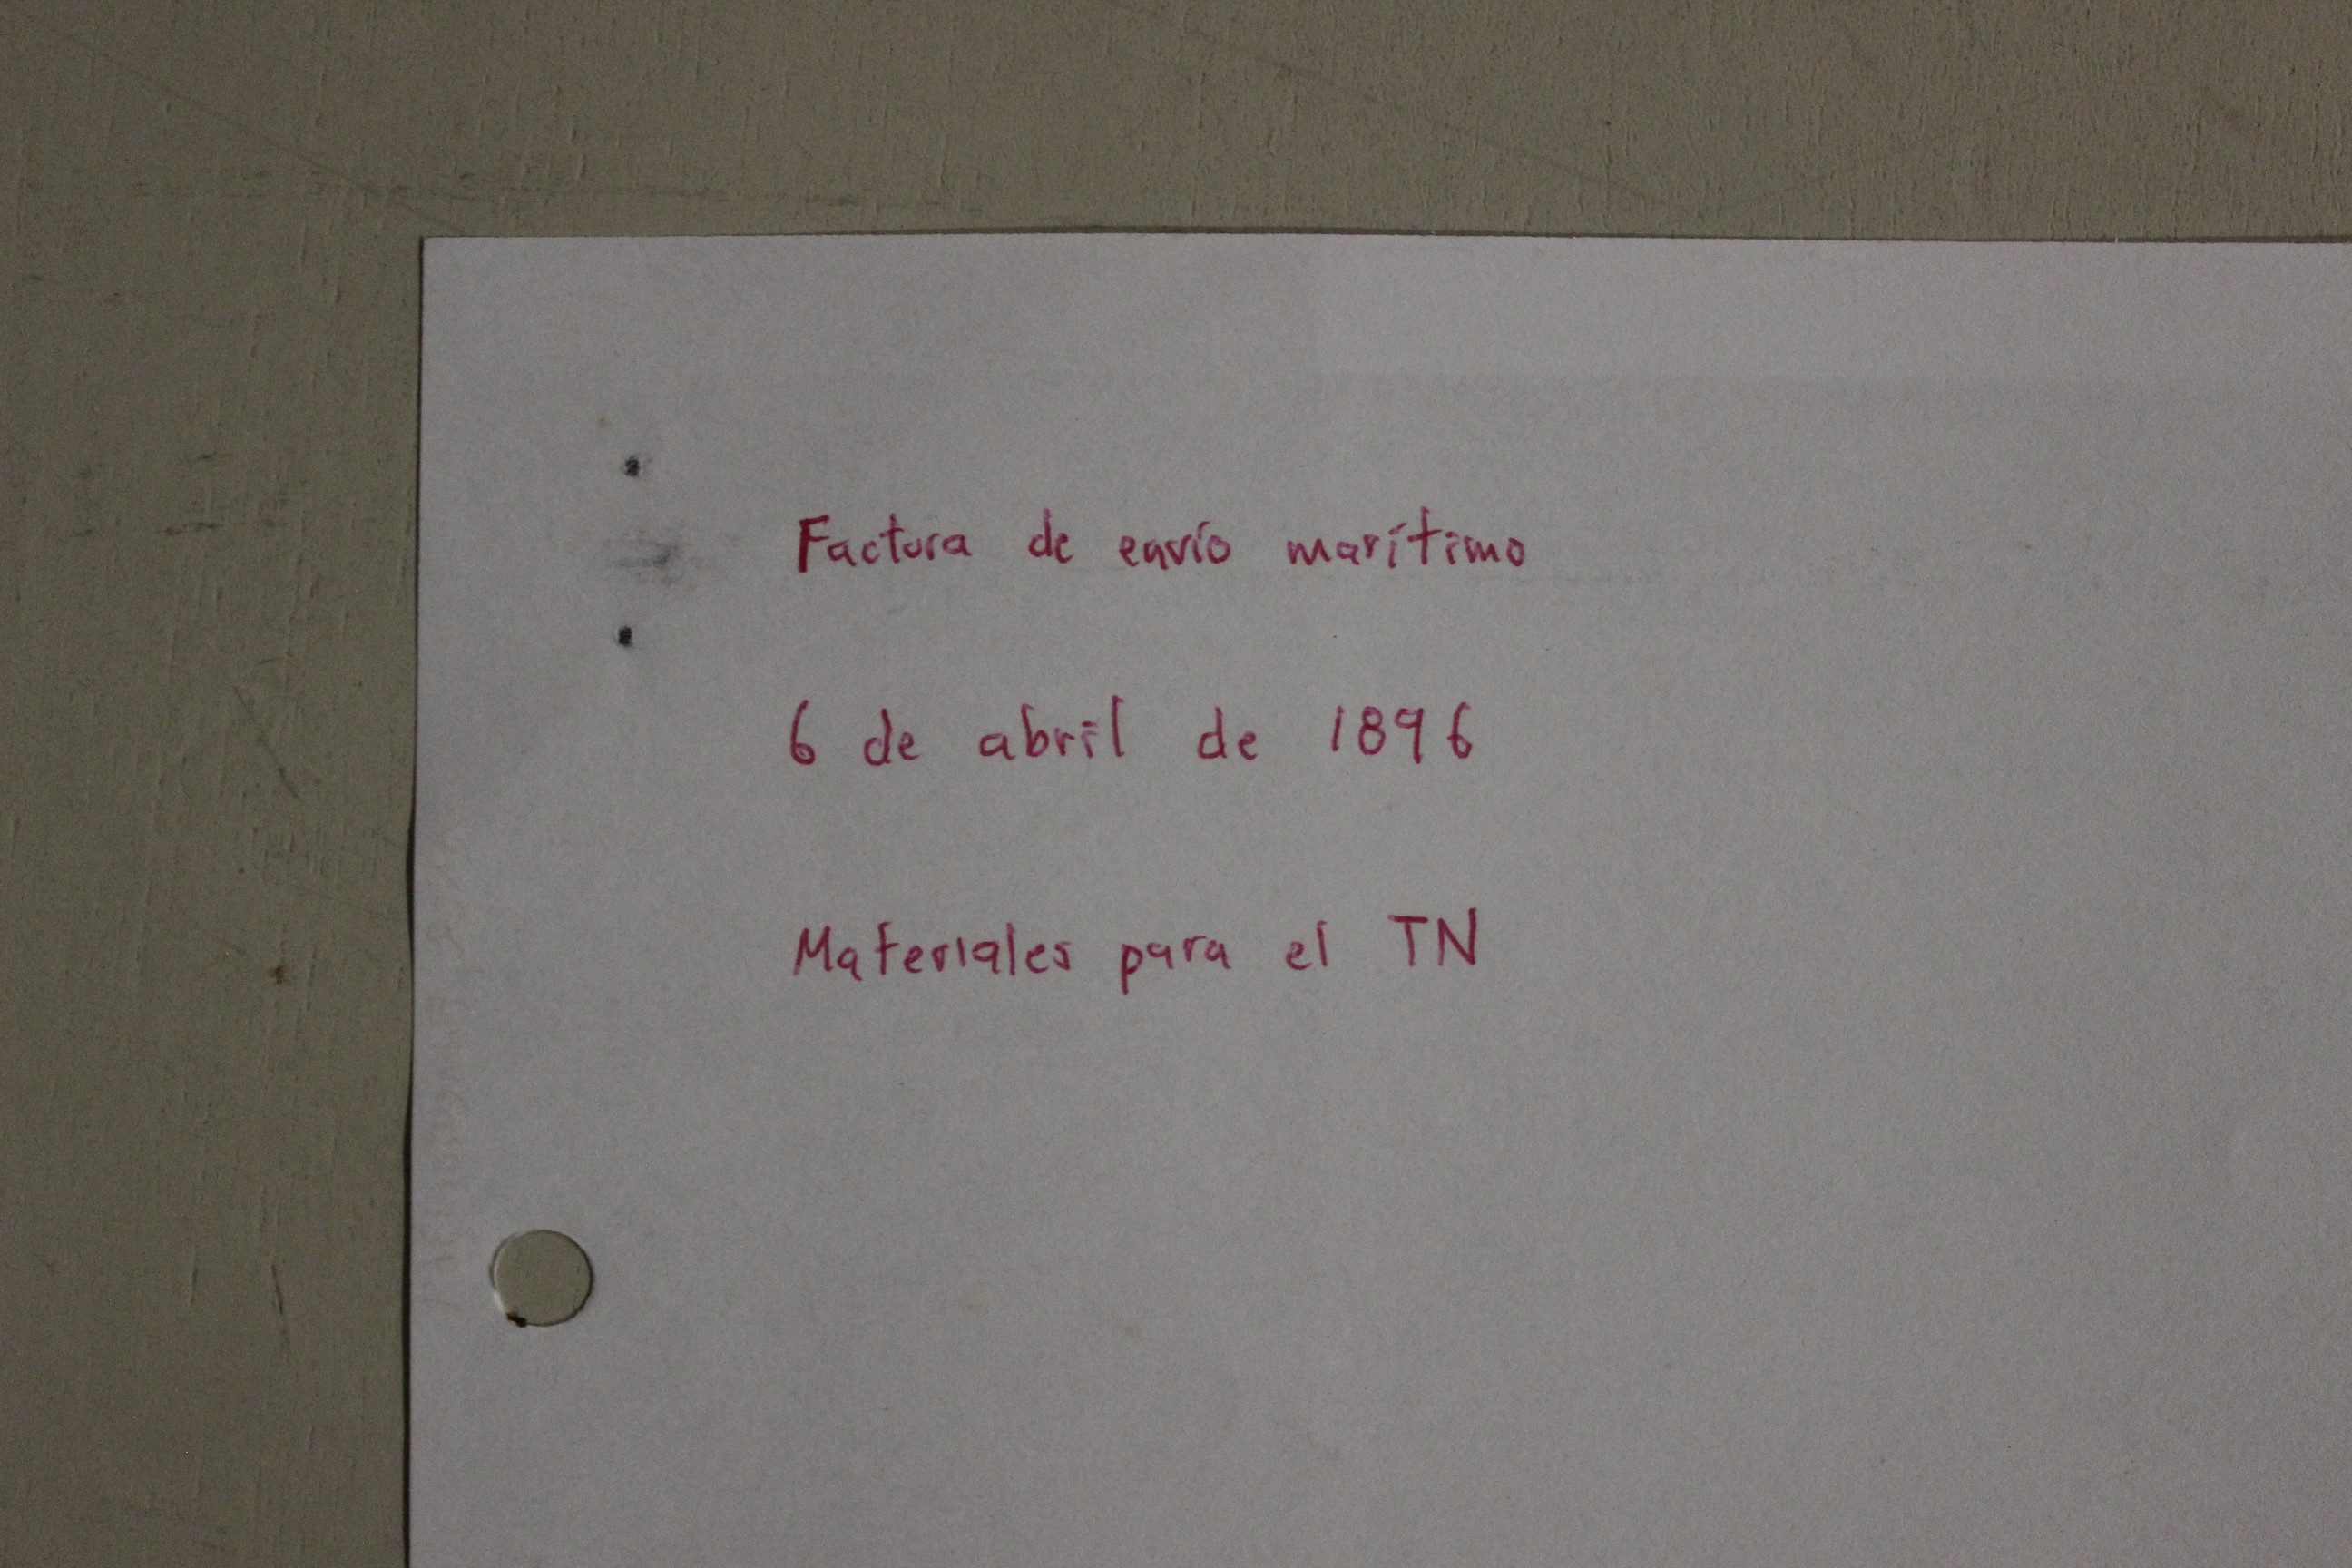 Factura de envío marítimo
6 de abril de 1896
Materiales para el TN